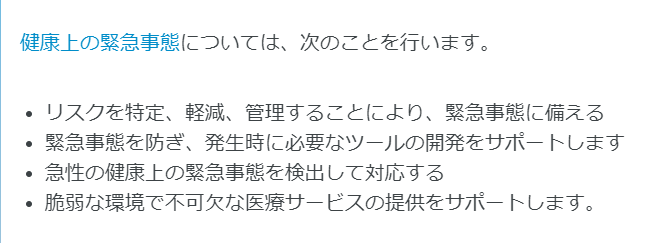 健康上の緊急事態については、次のことを行います。
• リスクを特定、軽減、管理することにより、緊急事態に備える
• 緊急事態を防ぎ、発生時に必要なツールの開発をサポートします
• 急性の健康上の緊急事態を検出して対応する
• 脆弱な環境で不可欠な医療サービスの提供をサポートします。